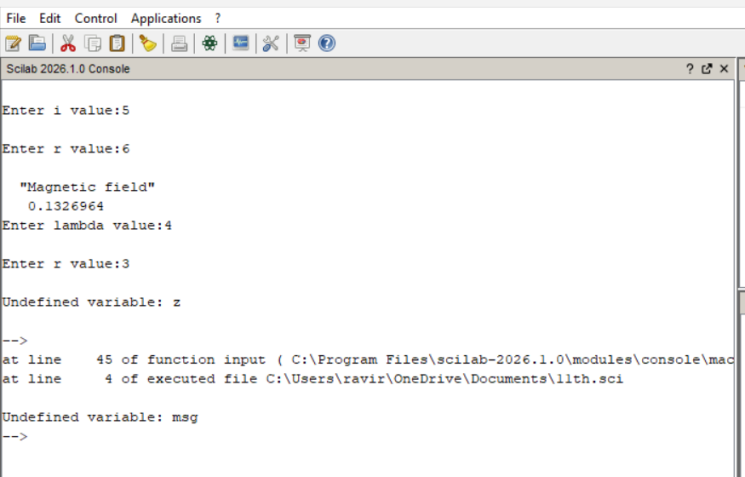 File Edit Control Applications ?
Scilab 2026.1.0 Console ?
Enter i value:5
Enter r value:6
"Magnetic field"
0.1326964
Enter lambda value:4
Enter r value:3
Undefined variable: z
-->
at line 45 of function input ( C:\Program Files\scilab-2026.1.0\modules\console\mac
at line 4 of executed file C:\Users\ravir\OneDrive\Documents\11th.sci
Undefined variable: msg
-->